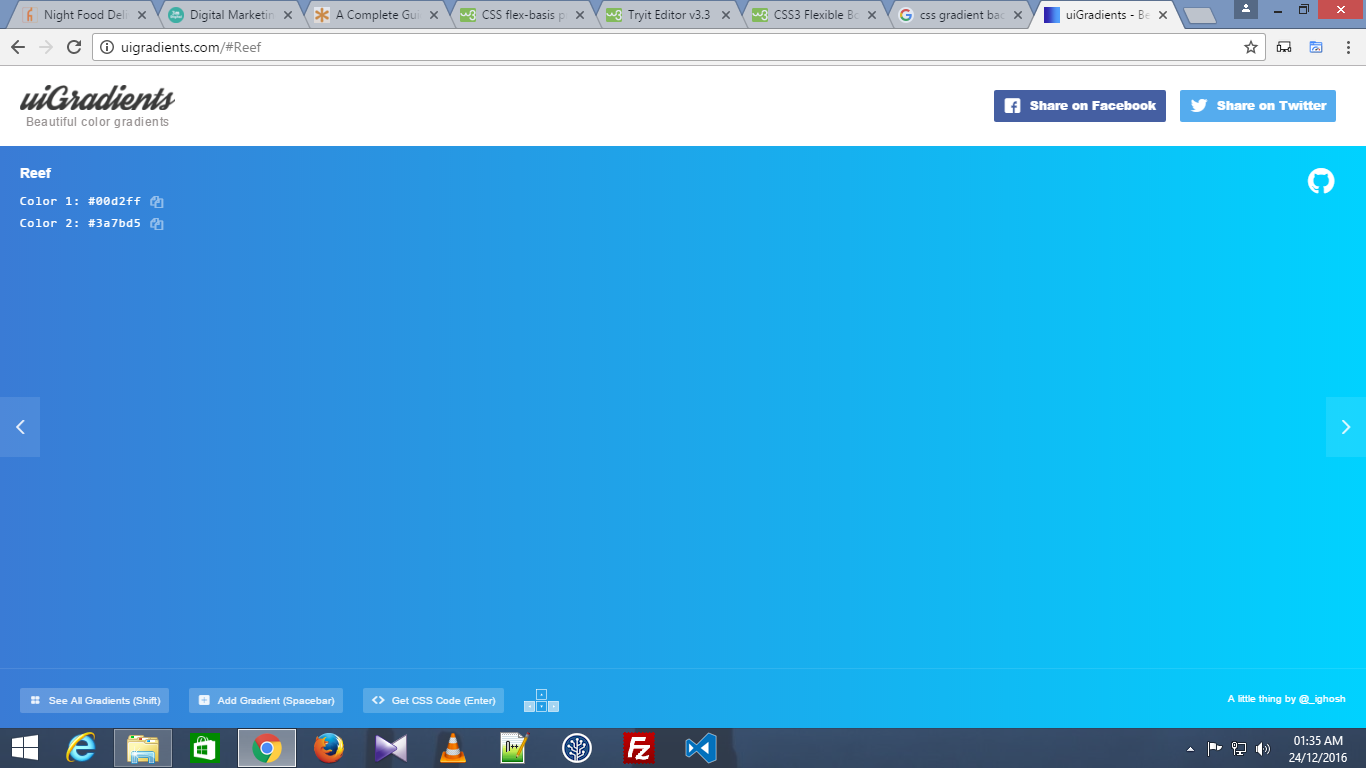 Night Food Deli
Digital Marketin
A Complete Gui
CSS flex-basis p
Tryit Editor v3.3
CSS3 Flexible Bo
css gradient bac
uiGradients - Be
uigradients.com/#Reef
uiGradients
Beautiful color gradients
Share on Facebook
Share on Twitter
Reef
Color 1: #00d2ff
Color 2: #3a7bd5
See All Gradients (Shift)
Add Gradient (Spacebar)
Get CSS Code (Enter)
A little thing by @_ighosh
01:35 AM
24/12/2016